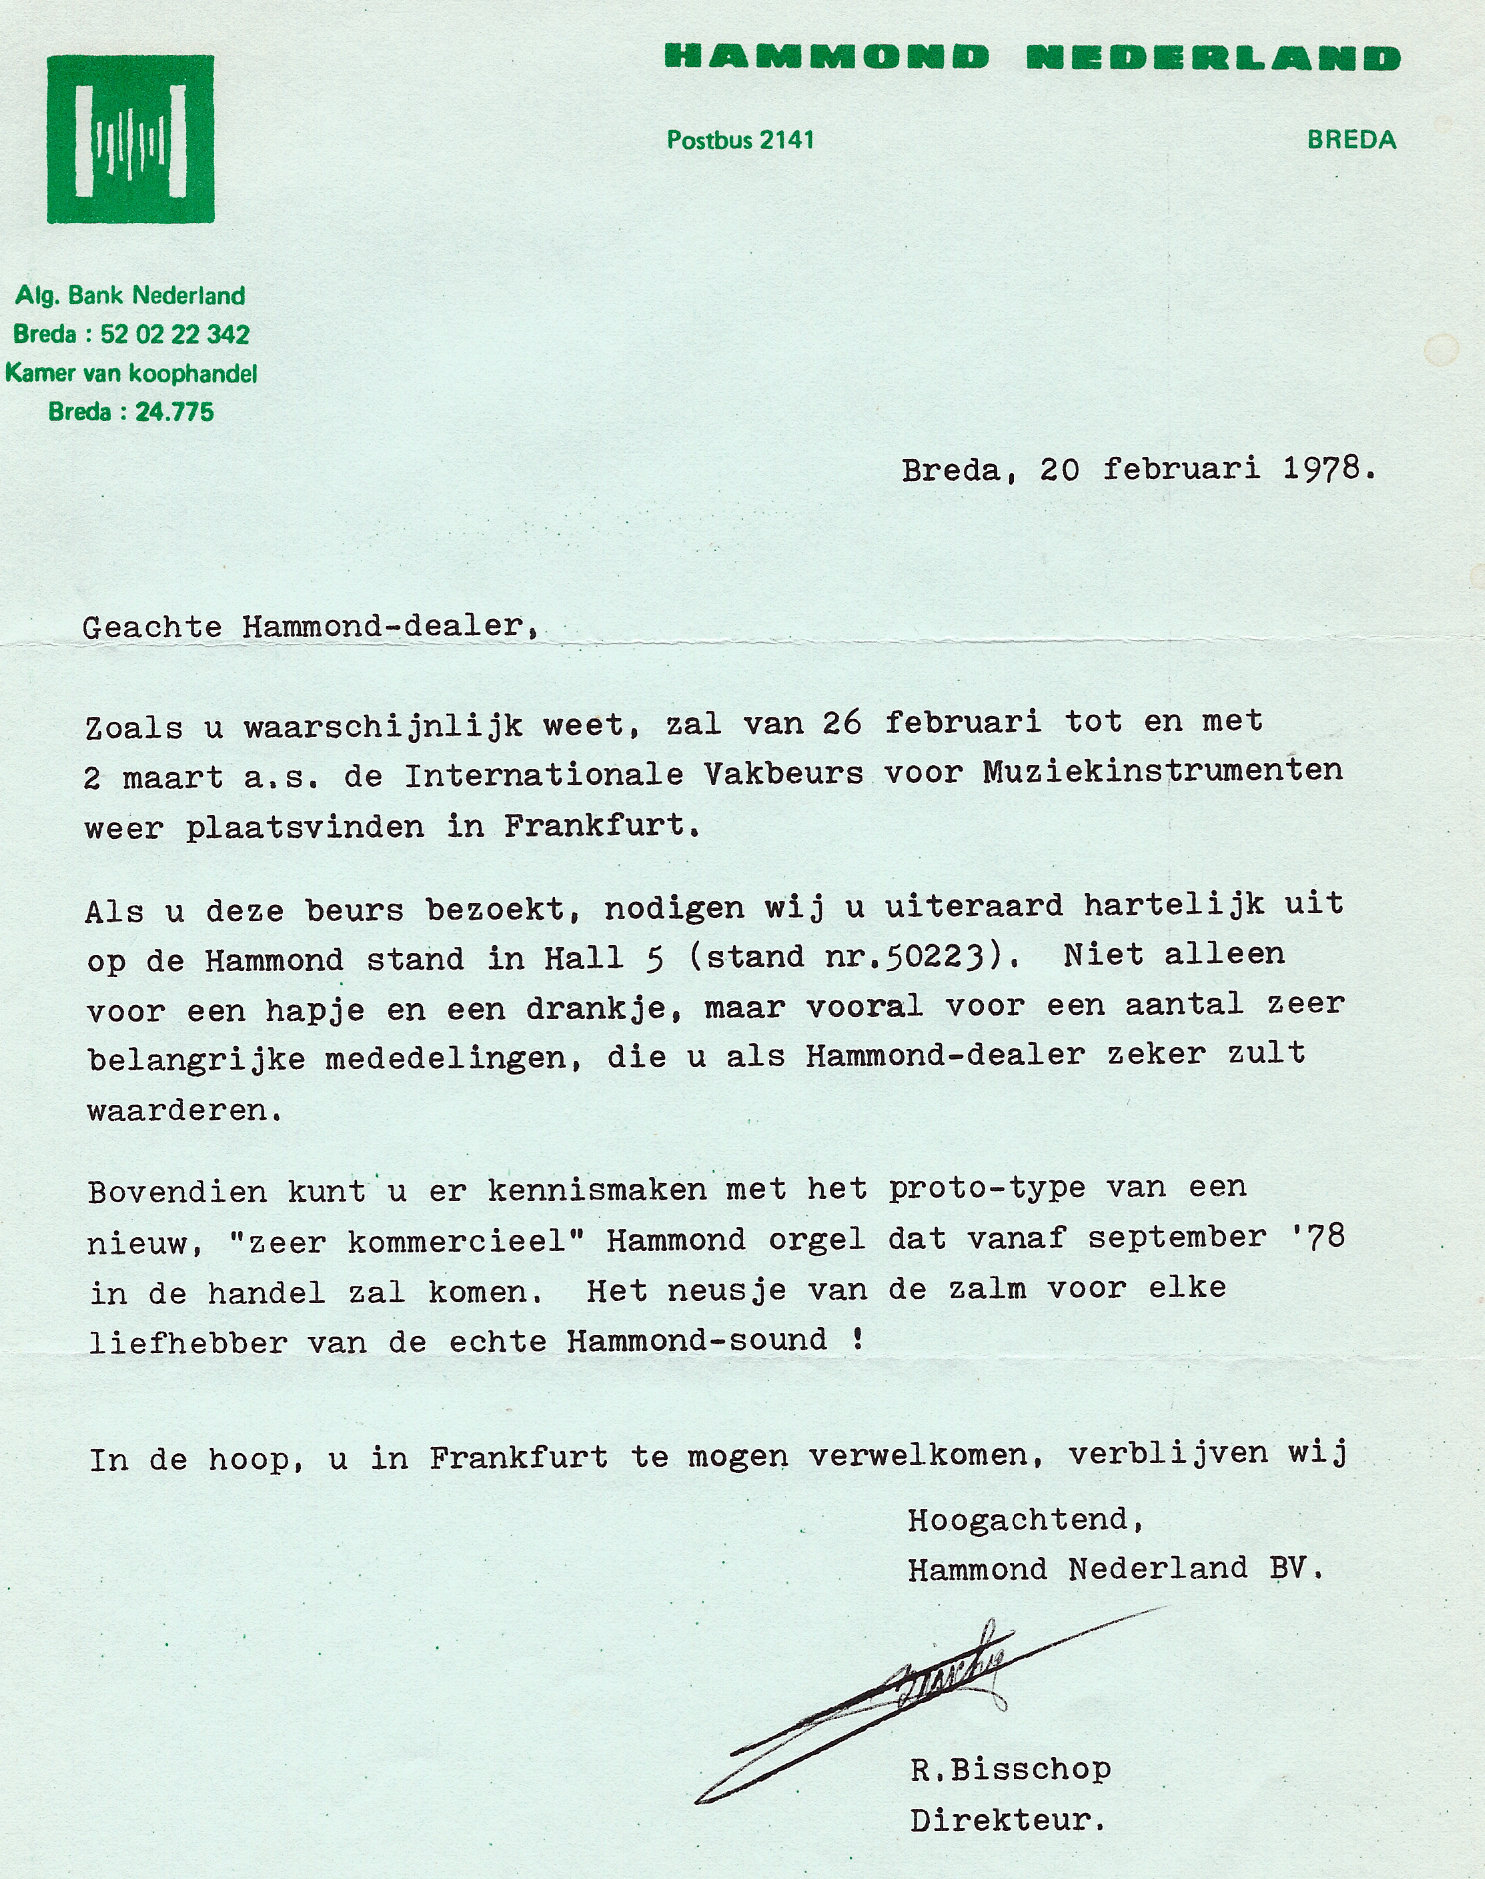 HAMMOND NEDERLAND
Postbus 2141 BREDA
Alg. Bank Nederland
Breda : 52 02 22 342
Kamer van koophandel
Breda : 24.775
Breda, 20 februari 1978.
Geachte Hammond-dealer,
Zoals u waarschijnlijk weet, zal van 26 februari tot en met
2 maart a.s. de Internationale Vakbeurs voor Muziekinstrumenten
weer plaatsvinden in Frankfurt.
Als u deze beurs bezoekt, nodigen wij u uiteraard hartelijk uit
op de Hammond stand in Hall 5 (stand nr.50223). Niet alleen
voor een hapje en een drankje, maar vooral voor een aantal zeer
belangrijke mededelingen, die u als Hammond-dealer zeker zult
waarderen.
Bovendien kunt u er kennismaken met het proto-type van een
nieuw, "zeer kommercieel" Hammond orgel dat vanaf september '78
in de handel zal komen. Het neusje van de zalm voor elke
liefhebber van de echte Hammond-sound !
In de hoop, u in Frankfurt te mogen verwelkomen, verblijven wij
Hoogachtend,
Hammond Nederland BV.
R.Bisschop
Direkteur.